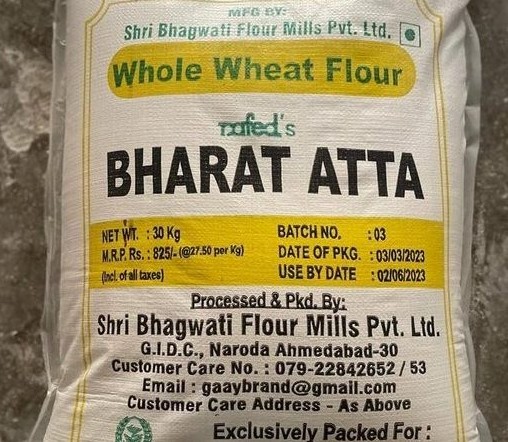 MFG BY:
Shri Bhagwati Flour Mills Pvt. Ltd.
Whole Wheat Flour
nafed's
BHARAT ATTA
NET WT. : 30 Kg
M.R.P. Rs. : 825/- (@27.50 per Kg)
(Incl. of all taxes)
BATCH NO. : 03
DATE OF PKG. : 03/03/2023
USE BY DATE : 02/06/2023
Processed & Pkd. By:
Shri Bhagwati Flour Mills Pvt. Ltd.
G.I.D.C., Naroda Ahmedabad-30
Customer Care No. : 079-22842652 / 53
Email : gaaybrand@gmail.com
Customer Care Address - As Above
Exclusively Packed For :